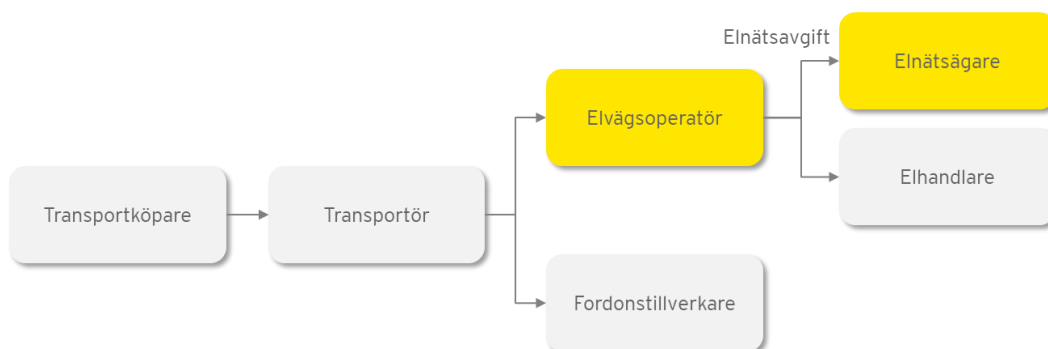 Elnätsavgift
Elnätsägare
Elvägsoperatör
Elhandlare
Transportköpare
Transportör
Fordonstillverkare